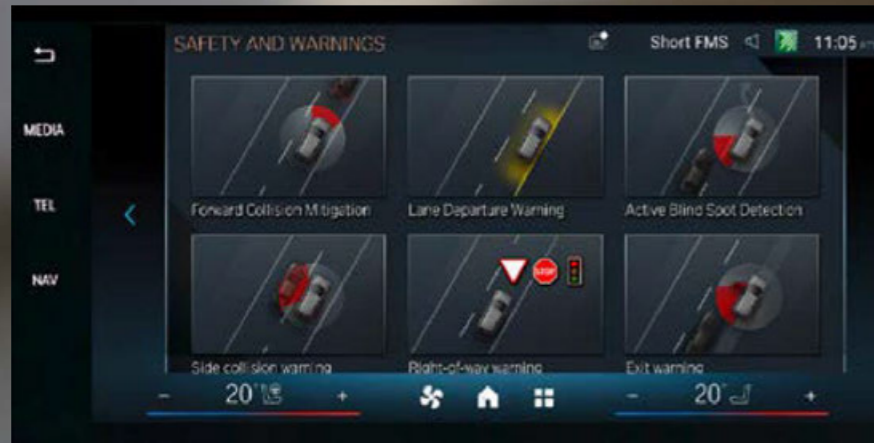 SAFETY AND WARNINGS
Short FMS
11:05
MEDIA
TEL
NAV
Forward Collision Mitigation
Lane Departure Warning
Active Blind Spot Detection
STOP
Side collision warning
Right-of-way warning
Exit warning
- 20° +
- 20° +